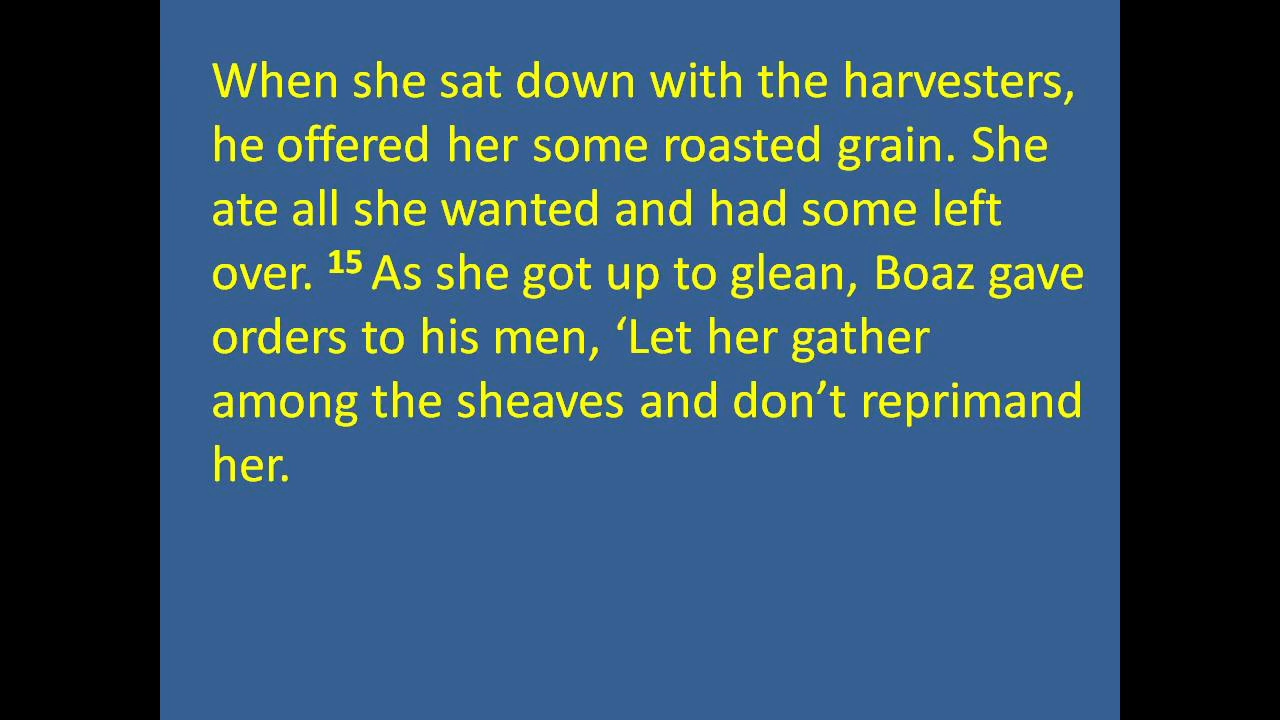 When she sat down with the harvesters,
he offered her some roasted grain. She
ate all she wanted and had some left
over. 15 As she got up to glean, Boaz gave
orders to his men, ‘Let her gather
among the sheaves and don’t reprimand
her.